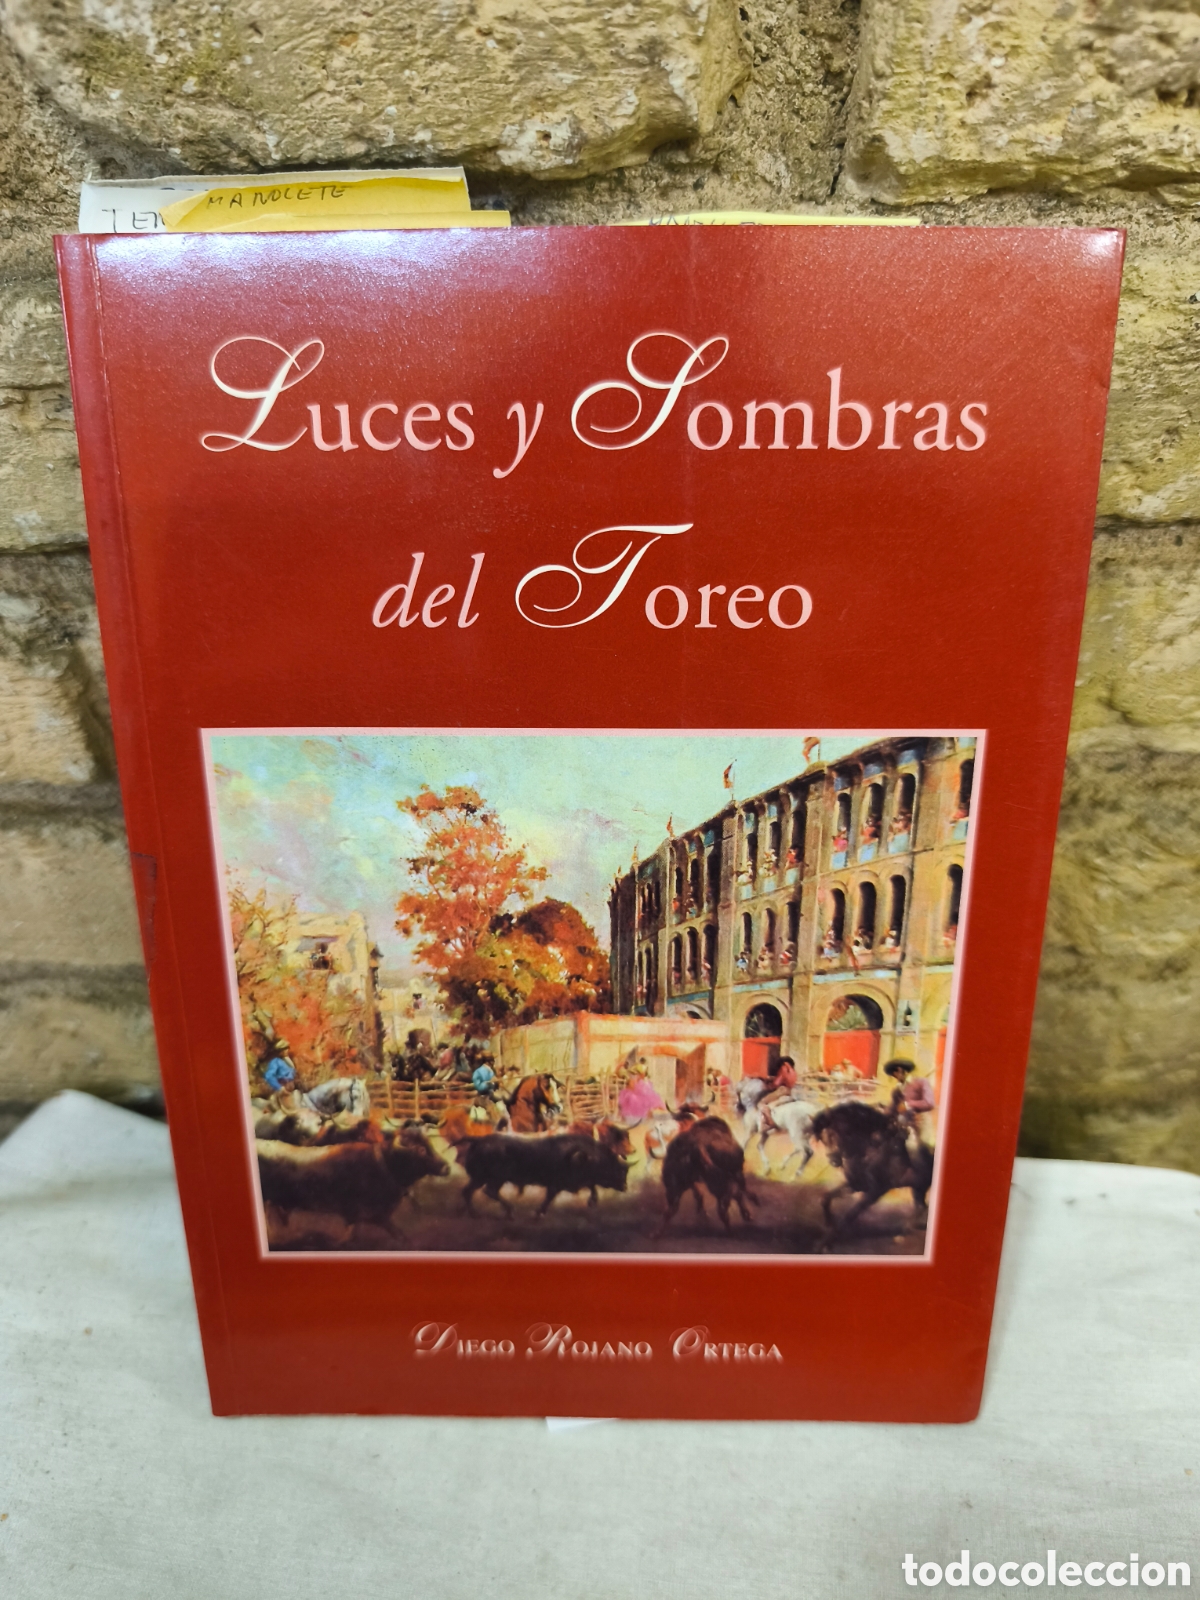 MANOLETE
Luces y Sombras
del Toreo
Diego Rojano Ortega
todocoleccion